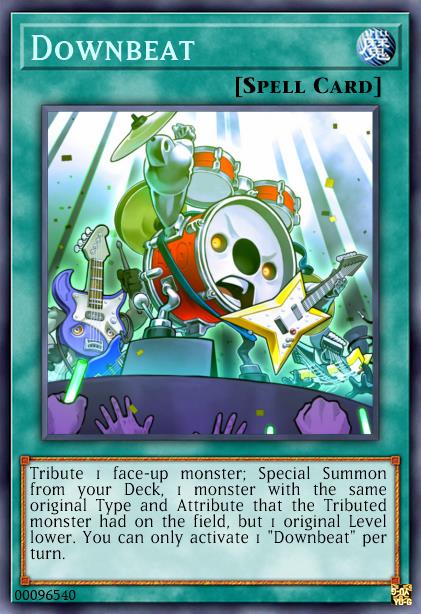 DOWNBEAT
魔
[SPELL CARD]
Tribute 1 face-up monster; Special Summon
from your Deck, 1 monster with the same
original Type and Attribute that the Tributed
monster had on the field, but 1 original Level
lower. You can only activate 1 "Downbeat" per
turn.
00096540